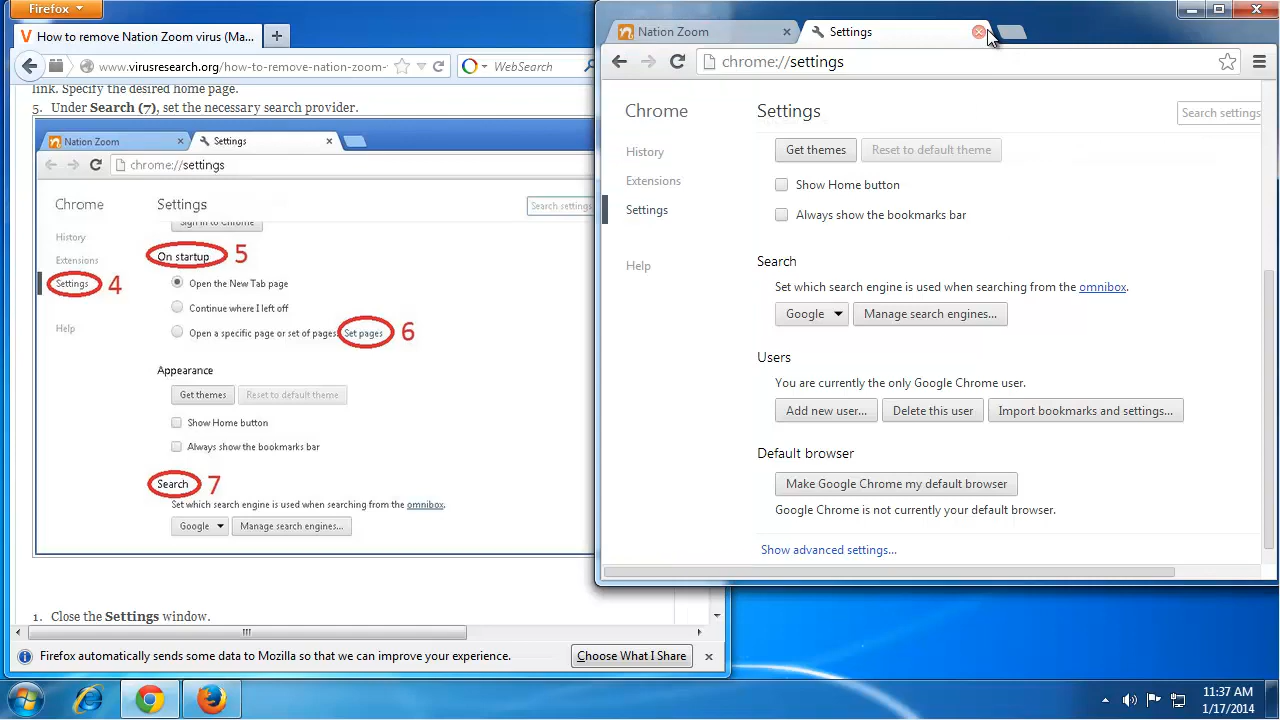 Firefox
How to remove Nation Zoom virus (Ma...
www.virusresearch.org/how-to-remove-nation-zoom-
WebSearch
link. Specify the desired home page.
5. Under Search (7), set the necessary search provider.
Nation Zoom
Settings
chrome://settings
Chrome
Settings
Search settings
Sign in to Chrome
History
On startup 5
Extensions
Settings 4
Open the New Tab page
Continue where I left off
Help
Open a specific page or set of pages. Set pages 6
Appearance
Get themes
Reset to default theme
Show Home button
Always show the bookmarks bar
Search 7
Set which search engine is used when searching from the omnibox.
Google
Manage search engines...
1. Close the Settings window.
Firefox automatically sends some data to Mozilla so that we can improve your experience.
Choose What I Share
Nation Zoom
Settings
chrome://settings
Chrome
Settings
Search settings
History
Extensions
Settings
Help
Get themes
Reset to default theme
Show Home button
Always show the bookmarks bar
Search
Set which search engine is used when searching from the omnibox.
Google
Manage search engines...
Users
You are currently the only Google Chrome user.
Add new user...
Delete this user
Import bookmarks and settings...
Default browser
Make Google Chrome my default browser
Google Chrome is not currently your default browser.
Show advanced settings...
11:37 AM
1/17/2014